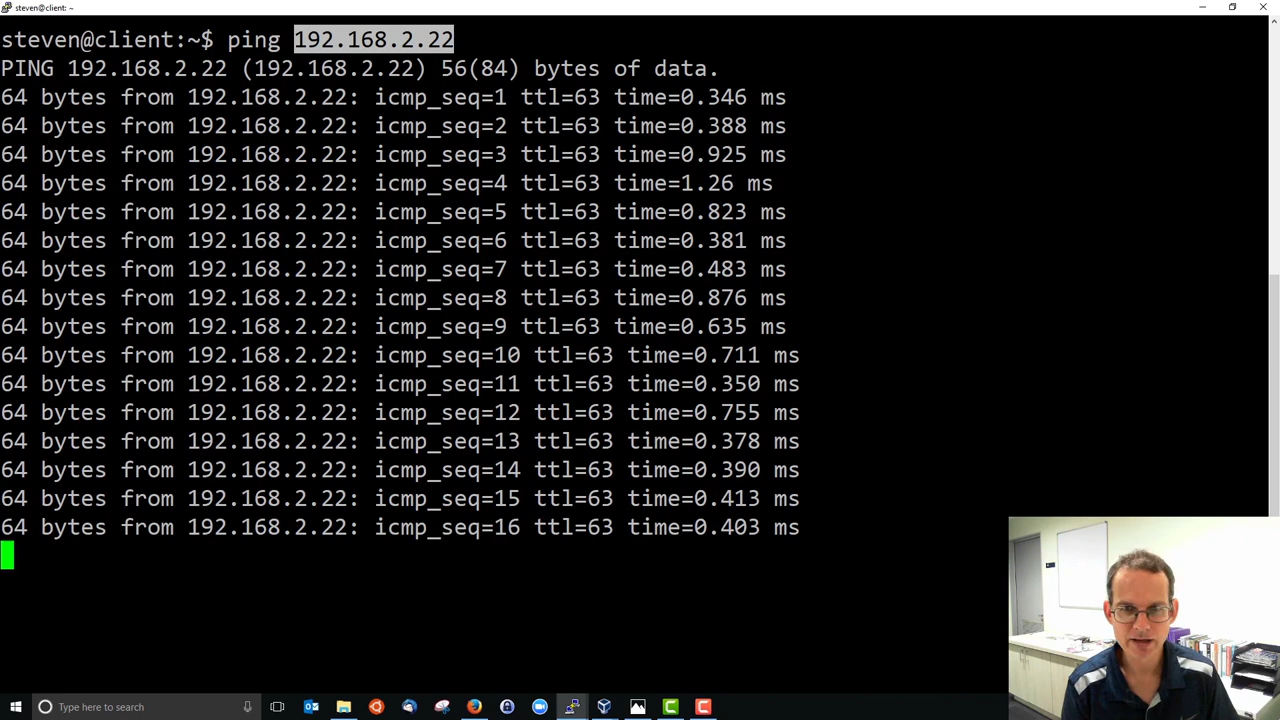 steven@client: ~
steven@client:~$ ping 192.168.2.22
PING 192.168.2.22 (192.168.2.22) 56(84) bytes of data.
64 bytes from 192.168.2.22: icmp_seq=1 ttl=63 time=0.346 ms
64 bytes from 192.168.2.22: icmp_seq=2 ttl=63 time=0.388 ms
64 bytes from 192.168.2.22: icmp_seq=3 ttl=63 time=0.925 ms
64 bytes from 192.168.2.22: icmp_seq=4 ttl=63 time=1.26 ms
64 bytes from 192.168.2.22: icmp_seq=5 ttl=63 time=0.823 ms
64 bytes from 192.168.2.22: icmp_seq=6 ttl=63 time=0.381 ms
64 bytes from 192.168.2.22: icmp_seq=7 ttl=63 time=0.483 ms
64 bytes from 192.168.2.22: icmp_seq=8 ttl=63 time=0.876 ms
64 bytes from 192.168.2.22: icmp_seq=9 ttl=63 time=0.635 ms
64 bytes from 192.168.2.22: icmp_seq=10 ttl=63 time=0.711 ms
64 bytes from 192.168.2.22: icmp_seq=11 ttl=63 time=0.350 ms
64 bytes from 192.168.2.22: icmp_seq=12 ttl=63 time=0.755 ms
64 bytes from 192.168.2.22: icmp_seq=13 ttl=63 time=0.378 ms
64 bytes from 192.168.2.22: icmp_seq=14 ttl=63 time=0.390 ms
64 bytes from 192.168.2.22: icmp_seq=15 ttl=63 time=0.413 ms
64 bytes from 192.168.2.22: icmp_seq=16 ttl=63 time=0.403 ms
Type here to search